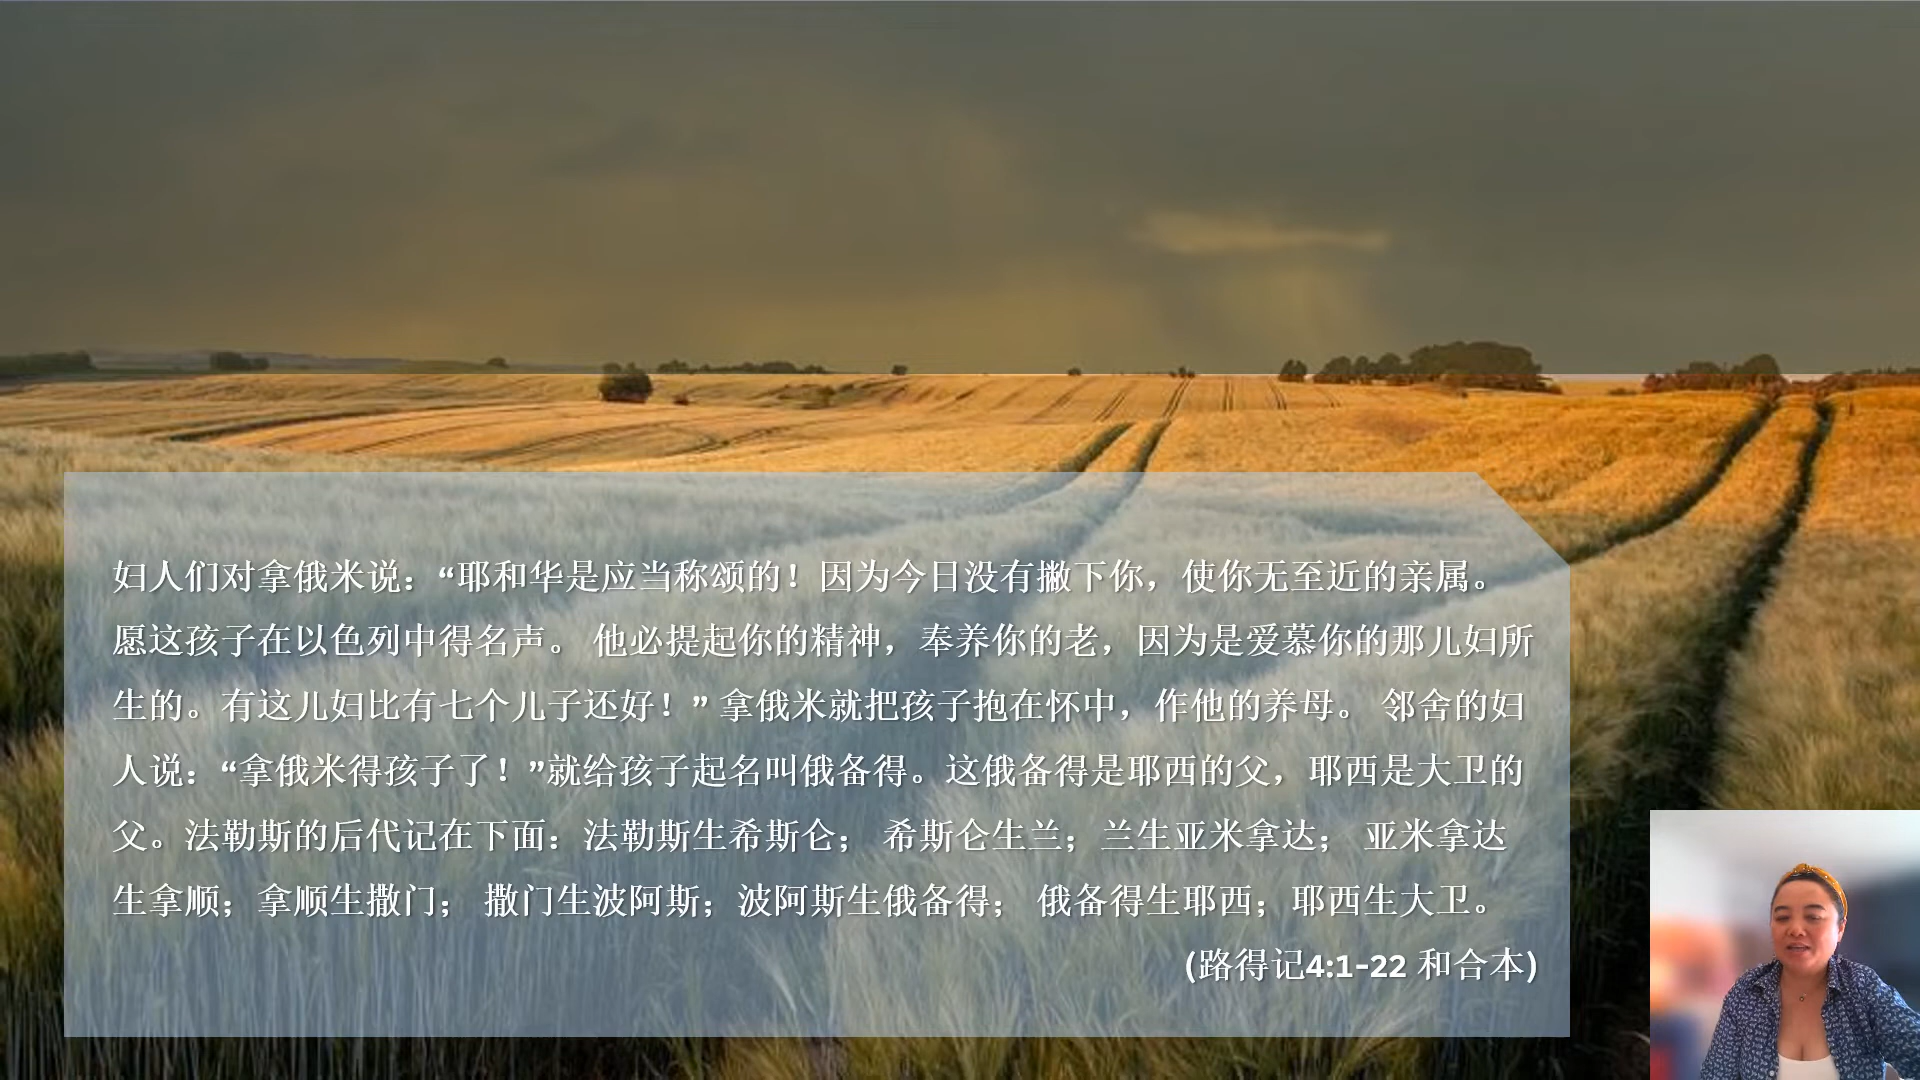 妇人们对拿俄米说：“耶和华是应当称颂的！因为今日没有撇下你，使你无至近的亲属。
愿这孩子在以色列中得名声。 他必提起你的精神，奉养你的老，因为是爱慕你的那儿妇所
生的。有这儿妇比有七个儿子还好！” 拿俄米就把孩子抱在怀中，作他的养母。 邻舍的妇
人说：“拿俄米得孩子了！”就给孩子起名叫俄备得。这俄备得是耶西的父，耶西是大卫的
父。法勒斯的后代记在下面：法勒斯生希斯仑； 希斯仑生兰；兰生亚米拿达； 亚米拿达
生拿顺；拿顺生撒门； 撒门生波阿斯；波阿斯生俄备得； 俄备得生耶西；耶西生大卫。
(路得记4:1-22 和合本)